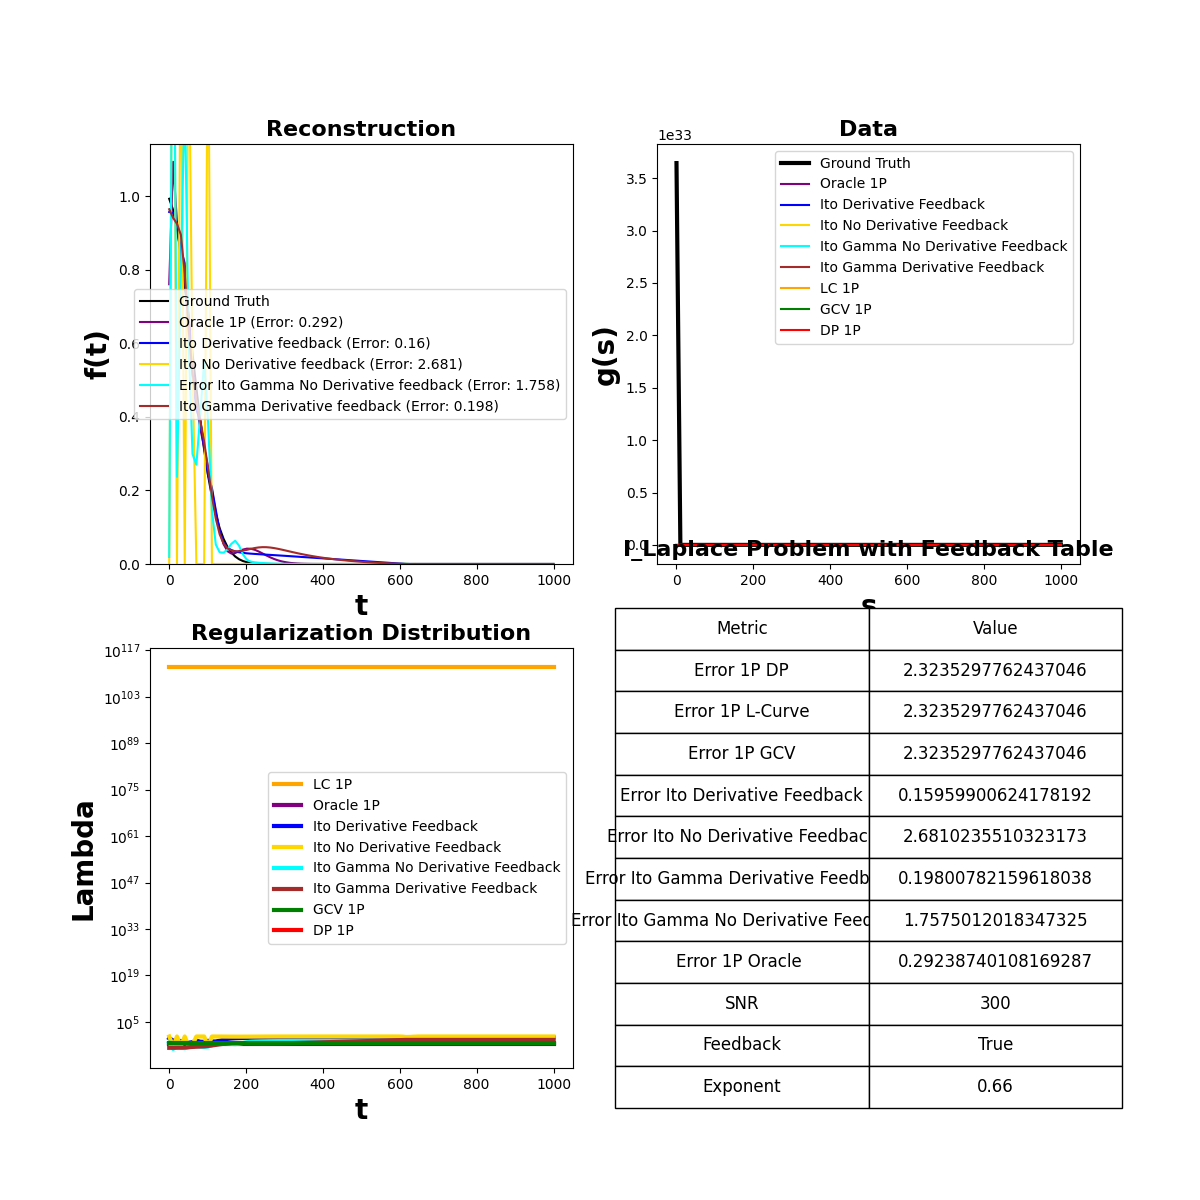 Reconstruction
1.0
0.8
0.6
0.4
0.2
0.0
0
200
400
600
800
1000
f(t)
t
Ground Truth
Oracle 1P (Error: 0.292)
Ito Derivative feedback (Error: 0.16)
Ito No Derivative feedback (Error: 2.681)
Error Ito Gamma No Derivative feedback (Error: 1.758)
Ito Gamma Derivative feedback (Error: 0.198)
Data
1e33
3.5
3.0
2.5
2.0
1.5
1.0
0.5
0.0
0
200
400
600
800
1000
g(s)
s
Ground Truth
Oracle 1P
Ito Derivative Feedback
Ito No Derivative Feedback
Ito Gamma No Derivative Feedback
Ito Gamma Derivative Feedback
LC 1P
GCV 1P
DP 1P
Regularization Distribution
10^117
10^103
10^89
10^75
10^61
10^47
10^33
10^19
10^5
0
200
400
600
800
1000
Lambda
t
LC 1P
Oracle 1P
Ito Derivative Feedback
Ito No Derivative Feedback
Ito Gamma No Derivative Feedback
Ito Gamma Derivative Feedback
GCV 1P
DP 1P
I_Laplace Problem with Feedback Table
Metric Value
Error 1P DP 2.3235297762437046
Error 1P L-Curve 2.3235297762437046
Error 1P GCV 2.3235297762437046
Error Ito Derivative Feedback 0.15959900624178192
Error Ito No Derivative Feedbac 2.6810235510323173
Error Ito Gamma Derivative Feedb 0.19800782159618038
Error Ito Gamma No Derivative Feed 1.7575012018347325
Error 1P Oracle 0.29238740108169287
SNR 300
Feedback True
Exponent 0.66